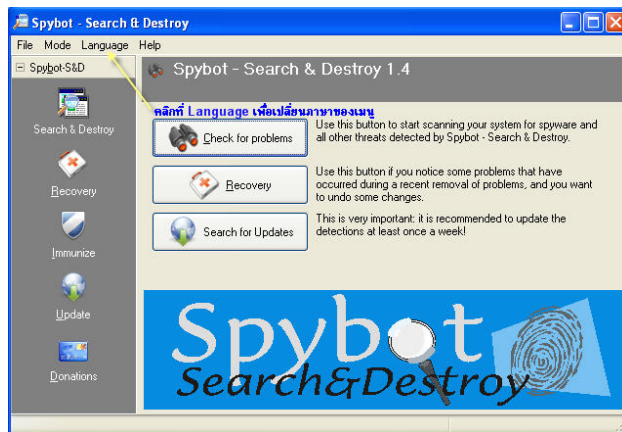 Spybot - Search & Destroy
File Mode Language Help
Spybot-S&D
Spybot - Search & Destroy 1.4
คลิกที่ Language เพื่อเปลี่ยนภาษาของเมนู
Search & Destroy
Recovery
Immunize
Update
Donations
Check for problems
Use this button to start scanning your system for spyware and
all other threats detected by Spybot - Search & Destroy.
Recovery
Use this button if you notice some problems that have
occurred during a recent removal of problems, and you want
to undo some changes.
Search for Updates
This is very important: it is recommended to update the
detections at least once a week!
Spybot
Search&Destroy